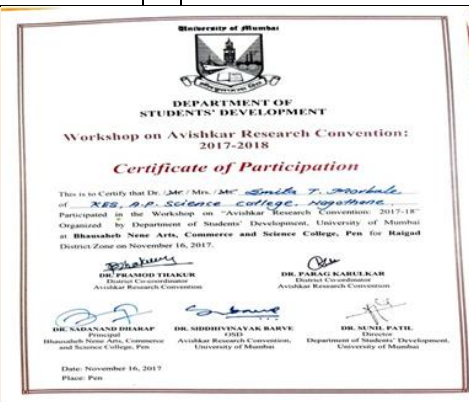 University of Mumbai
DEPARTMENT OF
STUDENTS' DEVELOPMENT
Workshop on Avishkar Research Convention:
2017-2018
Certificate of Participation
This is to Certify that Dr. / Mr. / Mrs. / Ms. Smita T. Morbale
of KES, A.P. Science College, Nagothane,
Participated in the Workshop on "Avishkar Research Convention: 2017-18"
Organized by Department of Students' Development, University of Mumbai
at Bhausaheb Nene Arts, Commerce and Science College, Pen for Raigad
District/Zone on November 16, 2017.
DR. PRAMOD THAKUR
District Co-ordinator
Avishkar Research Convention
DR. PARAG KARULKAR
District Co-ordinator
Avishkar Research Convention
DR. SADANAND DHARAP
Principal
Bhausaheb Nene Arts, Commerce
and Science College, Pen
DR. SIDDHIVINAYAK BARVE
OSD
Avishkar Research Convention,
University of Mumbai
DR. SUNIL PATIL
Director
Department of Students' Development,
University of Mumbai
Date: November 16, 2017
Place: Pen